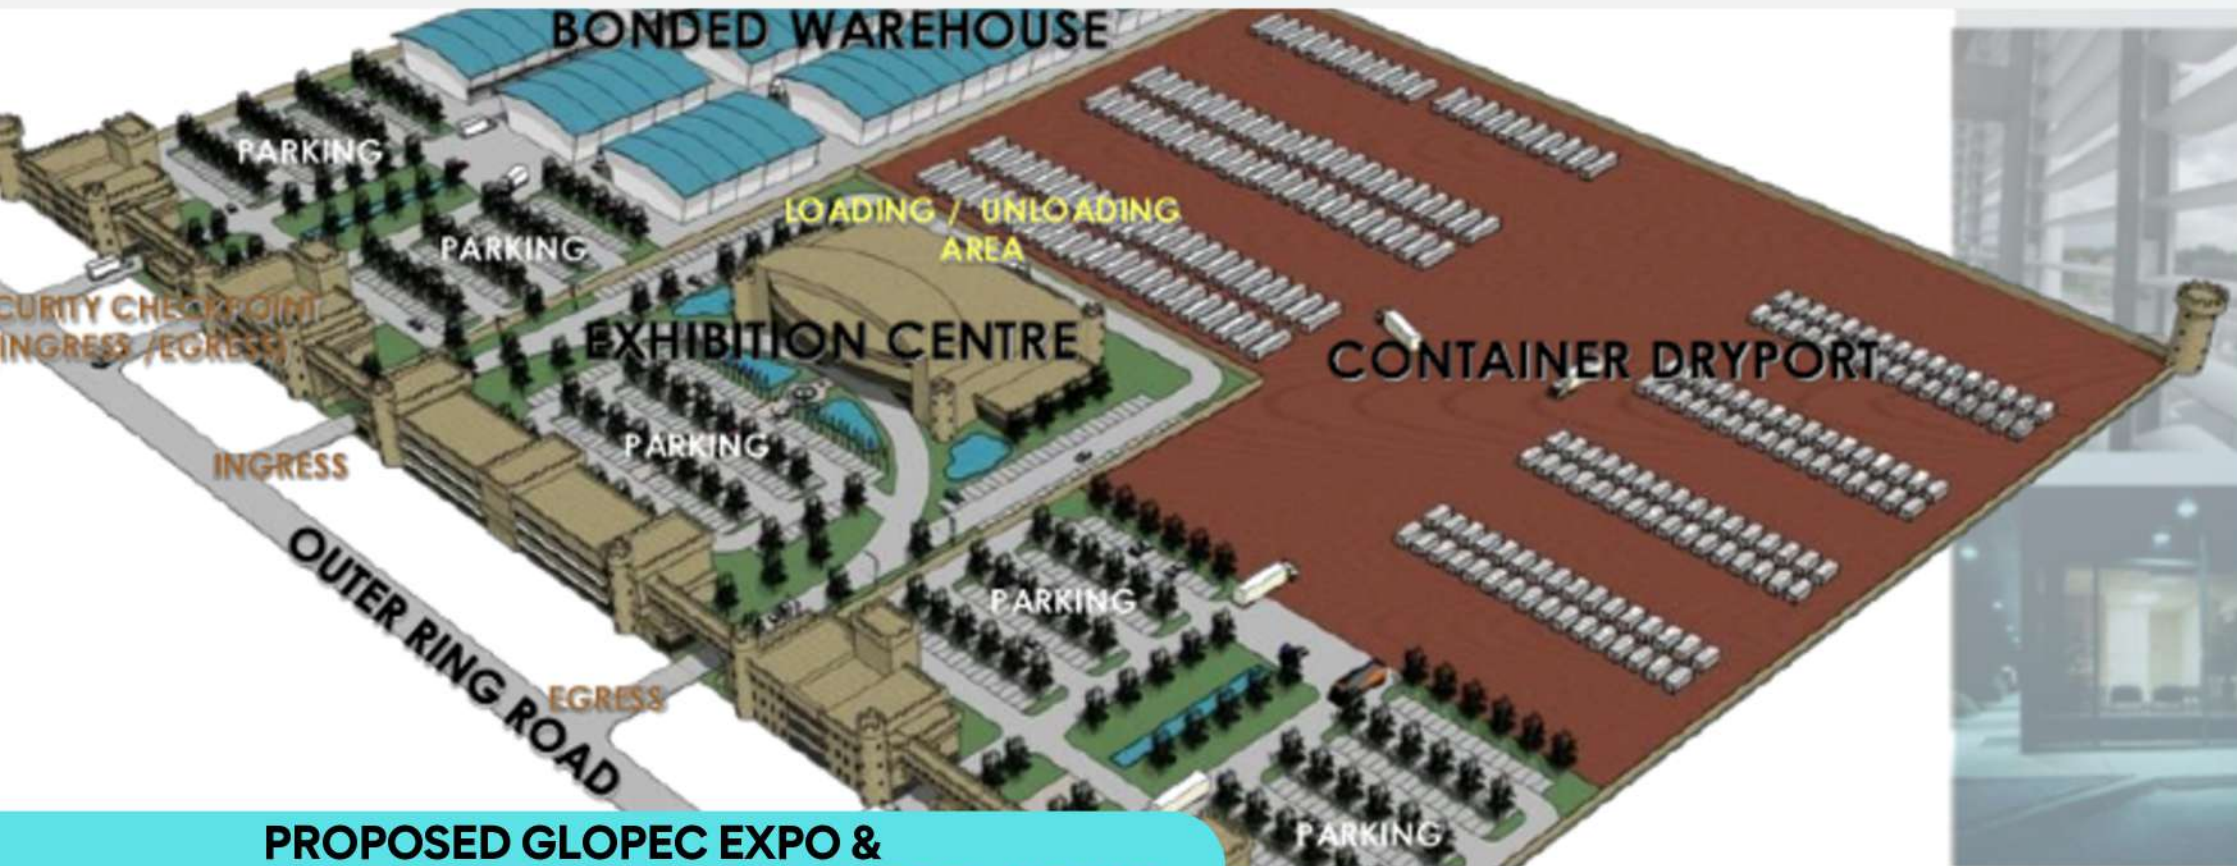 BONDED WAREHOUSE
PARKING
PARKING
LOADING / UNLOADING
AREA
CURITY CHECKPOINT
INGRESS /EGRESS)
EXHIBITION CENTRE
CONTAINER DRYPORT
PARKING
INGRESS
OUTER RING ROAD
PARKING
EGRESS
PARKING
PROPOSED GLOPEC EXPO &